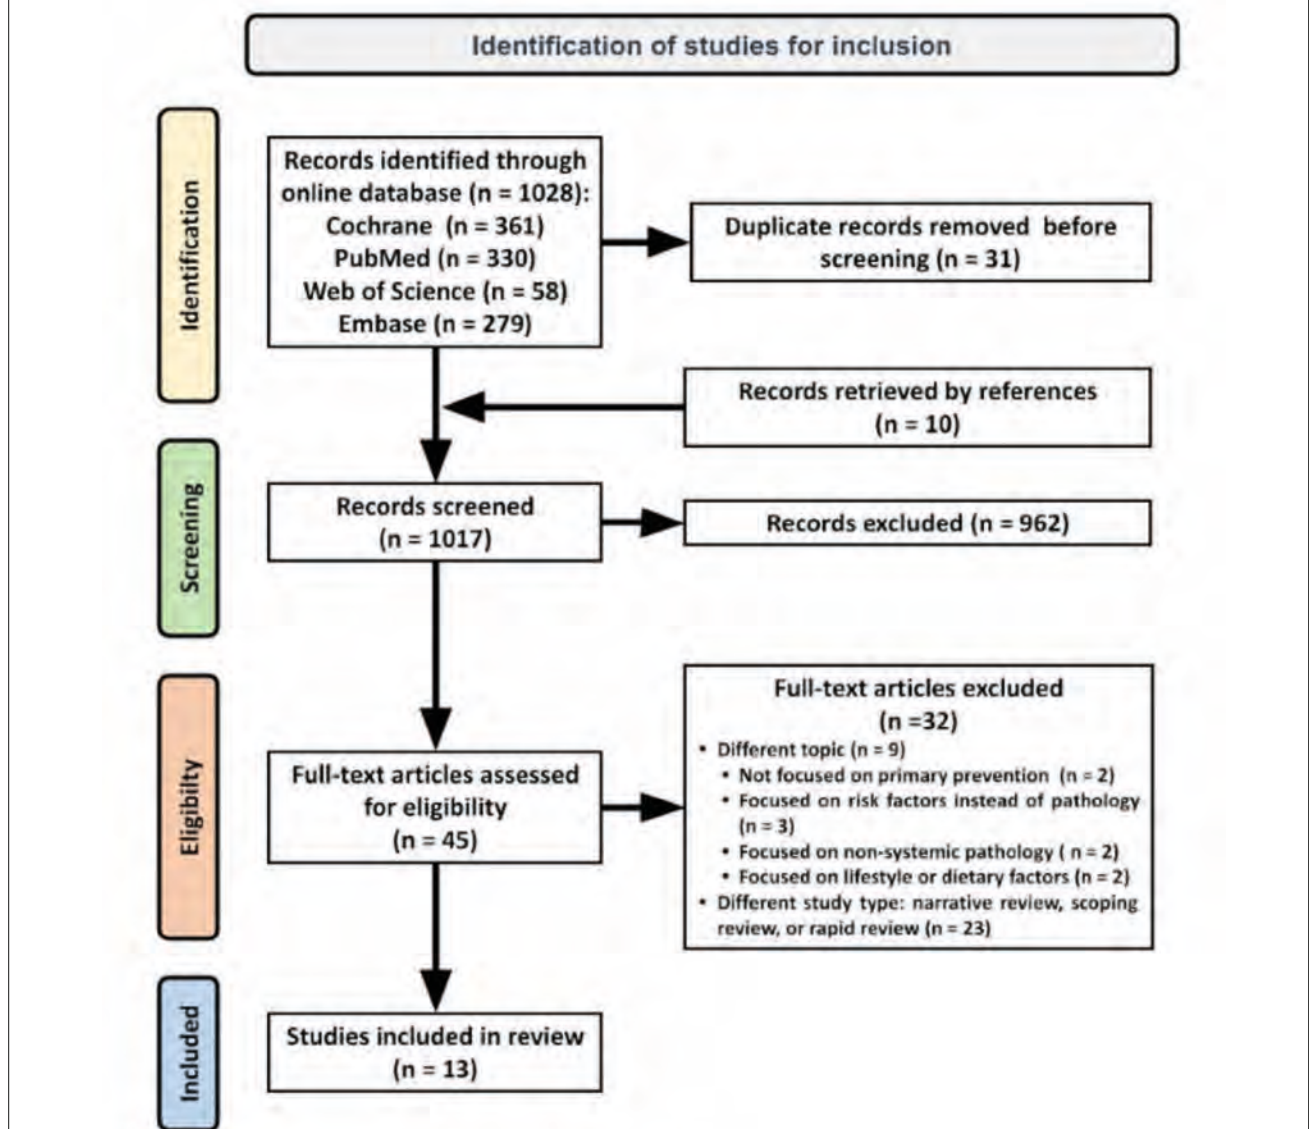 Identification of studies for inclusion
Identification
Records identified through
online database (n = 1028):
Cochrane (n = 361)
PubMed (n = 330)
Web of Science (n = 58)
Embase (n = 279)
Duplicate records removed before
screening (n = 31)
Records retrieved by references
(n = 10)
Screening
Records screened
(n = 1017)
Records excluded (n = 962)
Eligibilty
Full-text articles assessed
for eligibility
(n = 45)
Full-text articles excluded
(n =32)
• Different topic (n = 9)
• Not focused on primary prevention (n = 2)
• Focused on risk factors instead of pathology
(n = 3)
• Focused on non-systemic pathology ( n = 2)
• Focused on lifestyle or dietary factors (n = 2)
• Different study type: narrative review, scoping
review, or rapid review (n = 23)
Included
Studies included in review
(n = 13)